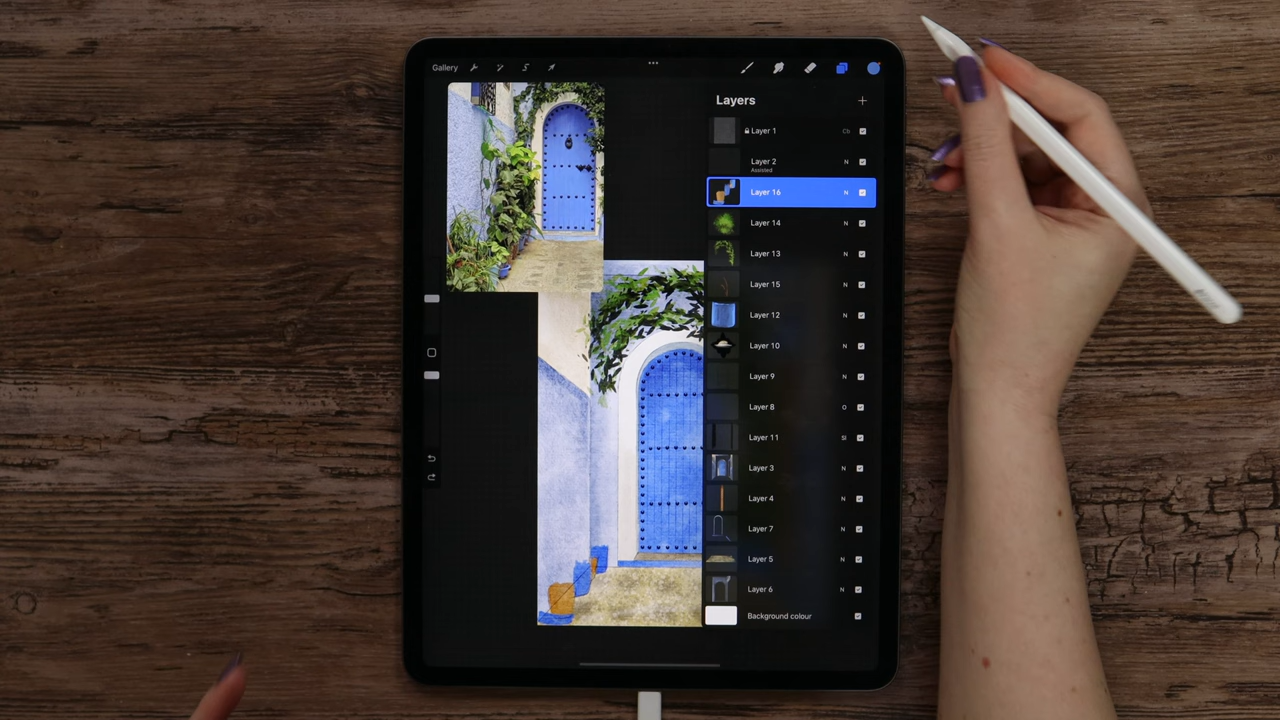 Gallery
Layers
Layer 1
Layer 2 N
Assisted
Layer 16 N
Layer 14 N
Layer 13 N
Layer 15 N
Layer 12 N
Layer 10 N
Layer 9 N
Layer 8 O
Layer 11
Layer 3 N
Layer 4 N
Layer 7 N
Layer 5 N
Layer 6 N
Background colour